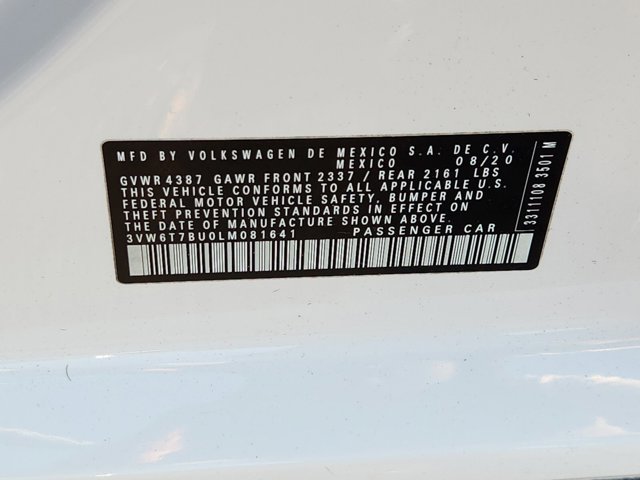 MFD BY VOLKSWAGEN DE MEXICO S.A. DE C.V.
MEXICO 08/20
GVWR 4387 GAWR FRONT 2337 / REAR 2161 LBS
THIS VEHICLE CONFORMS TO ALL APPLICABLE U.S.
FEDERAL MOTOR VEHICLE SAFETY, BUMPER AND
THEFT PREVENTION STANDARDS IN EFFECT ON
THE DATE OF MANUFACTURE SHOWN ABOVE.
3VW6T7BU0LM081641 PASSENGER CAR
3311108 3501 M